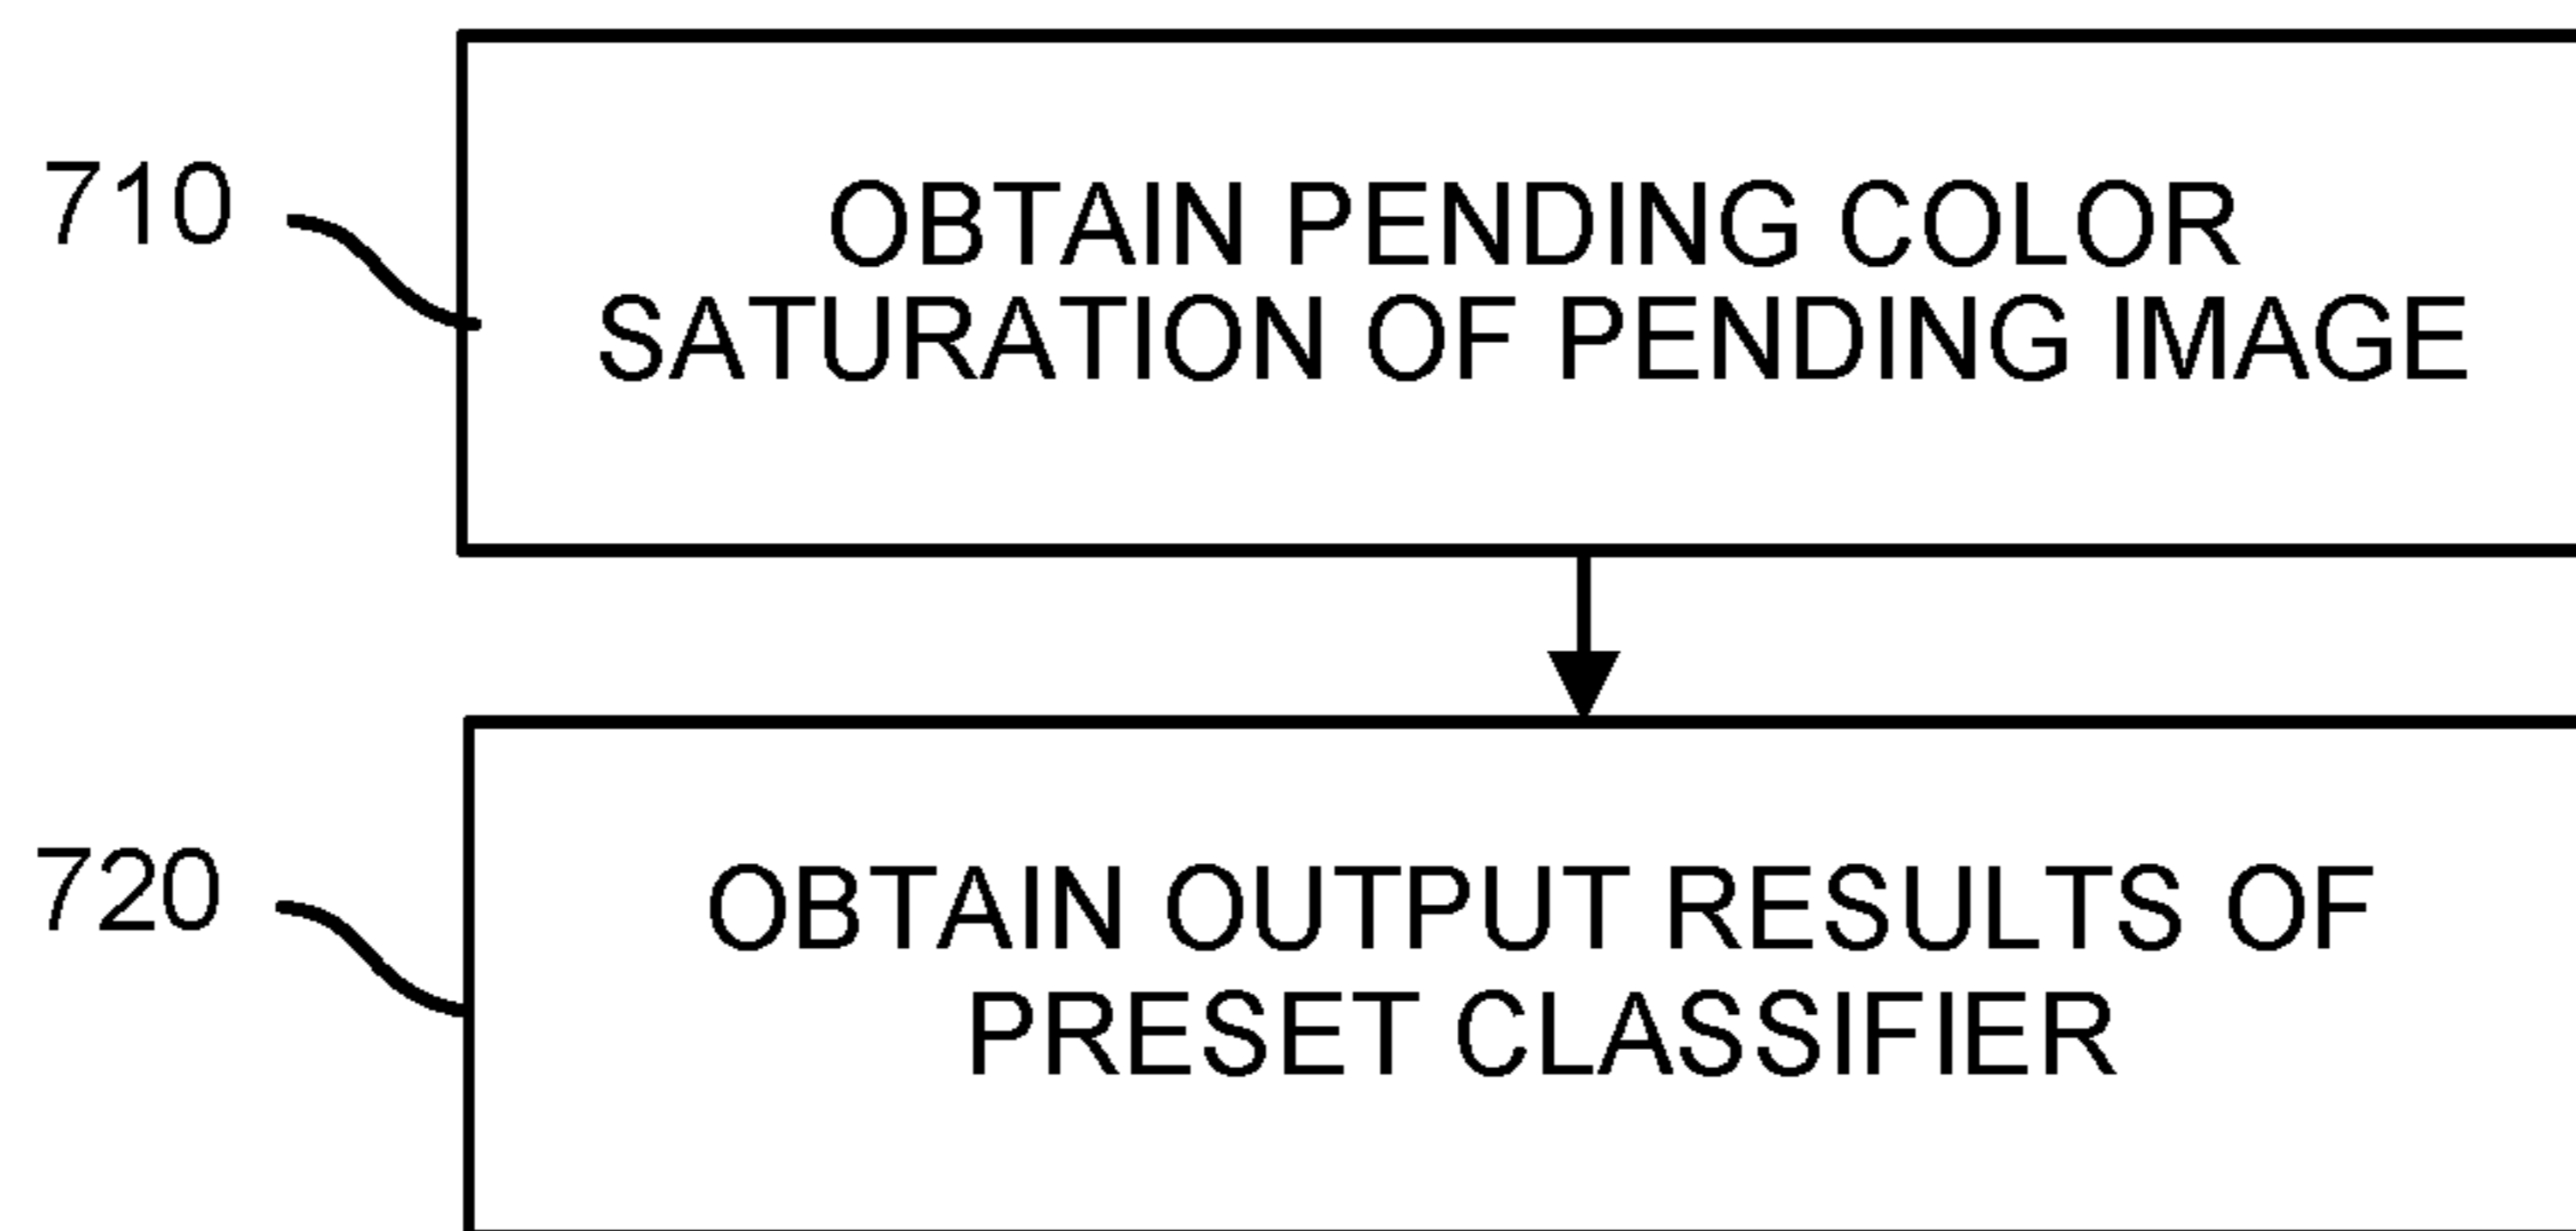 710
OBTAIN PENDING COLOR
SATURATION OF PENDING IMAGE
720
OBTAIN OUTPUT RESULTS OF
PRESET CLASSIFIER